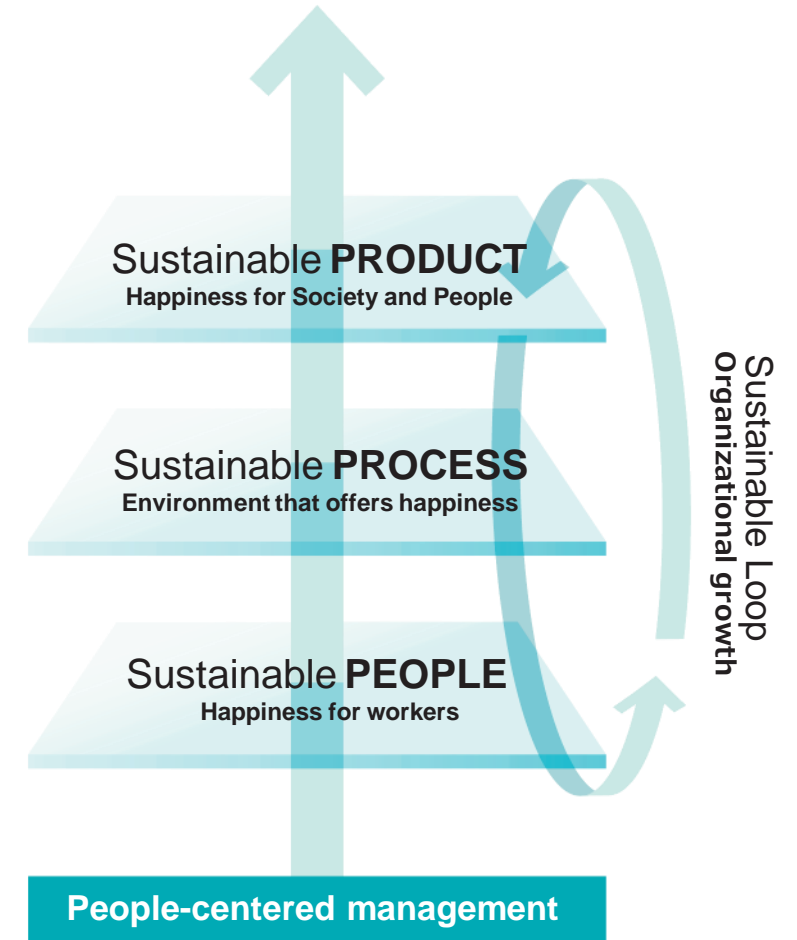 Sustainable PRODUCT
Happiness for Society and People
Sustainable PROCESS
Environment that offers happiness
Sustainable PEOPLE
Happiness for workers
Sustainable Loop
Organizational growth
People-centered management